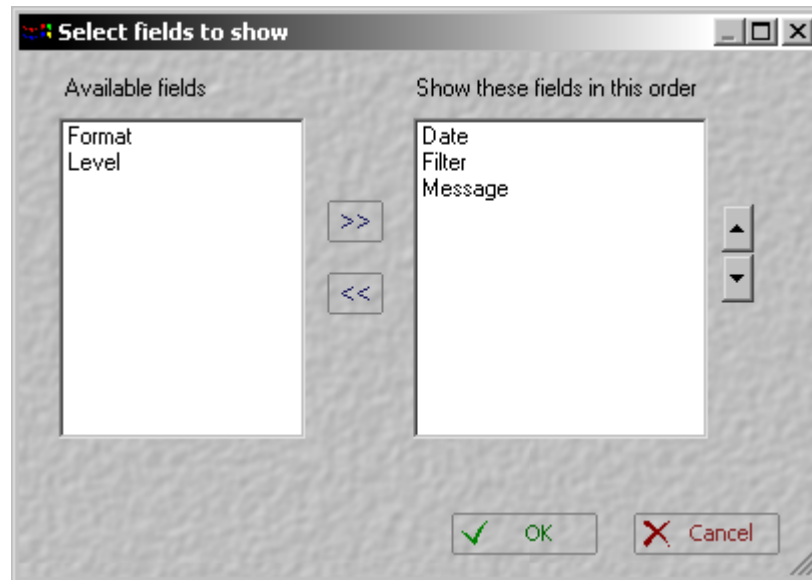 Select fields to show
Available fields
Show these fields in this order
Format
Level
Date
Filter
Message
>>
<<
OK
Cancel